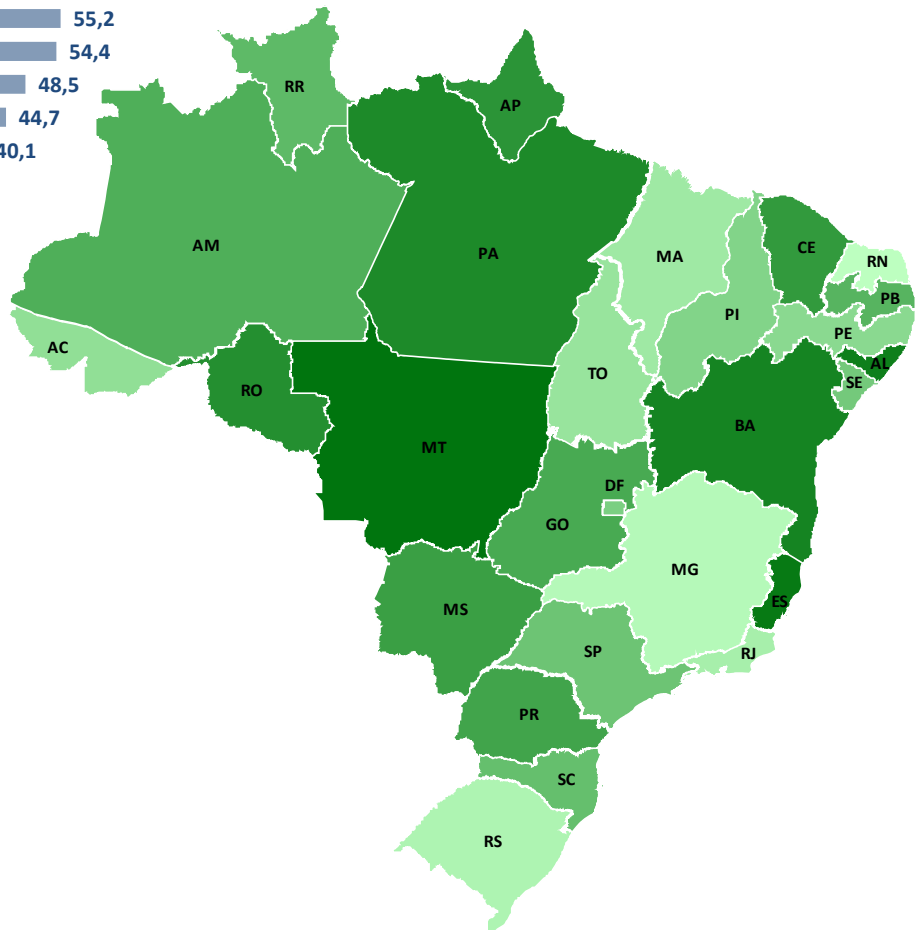 55,2
54,4
48,5
44,7
40,1
RR
AP
AM
PA
MA
CE
RN
PB
PI
PE
AC
AL
TO
SE
RO
BA
MT
DF
GO
MG
ES
MS
SP
RJ
PR
SC
RS